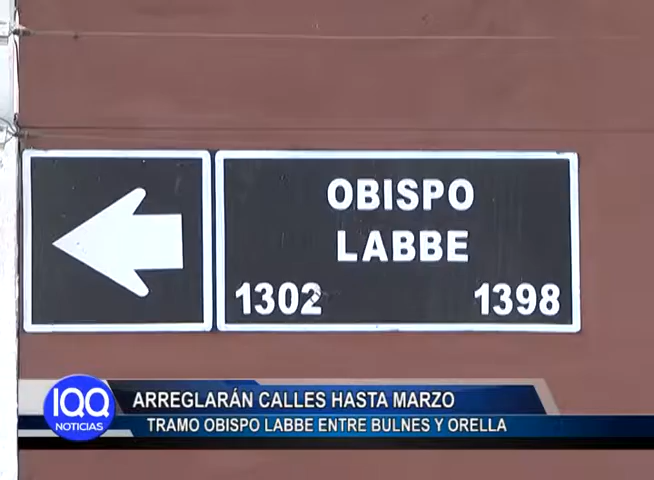 OBISPO
LABBE
1302 1398
IQQ
NOTICIAS
ARREGLARÁN CALLES HASTA MARZO
TRAMO OBISPO LABBE ENTRE BULNES Y ORELLA